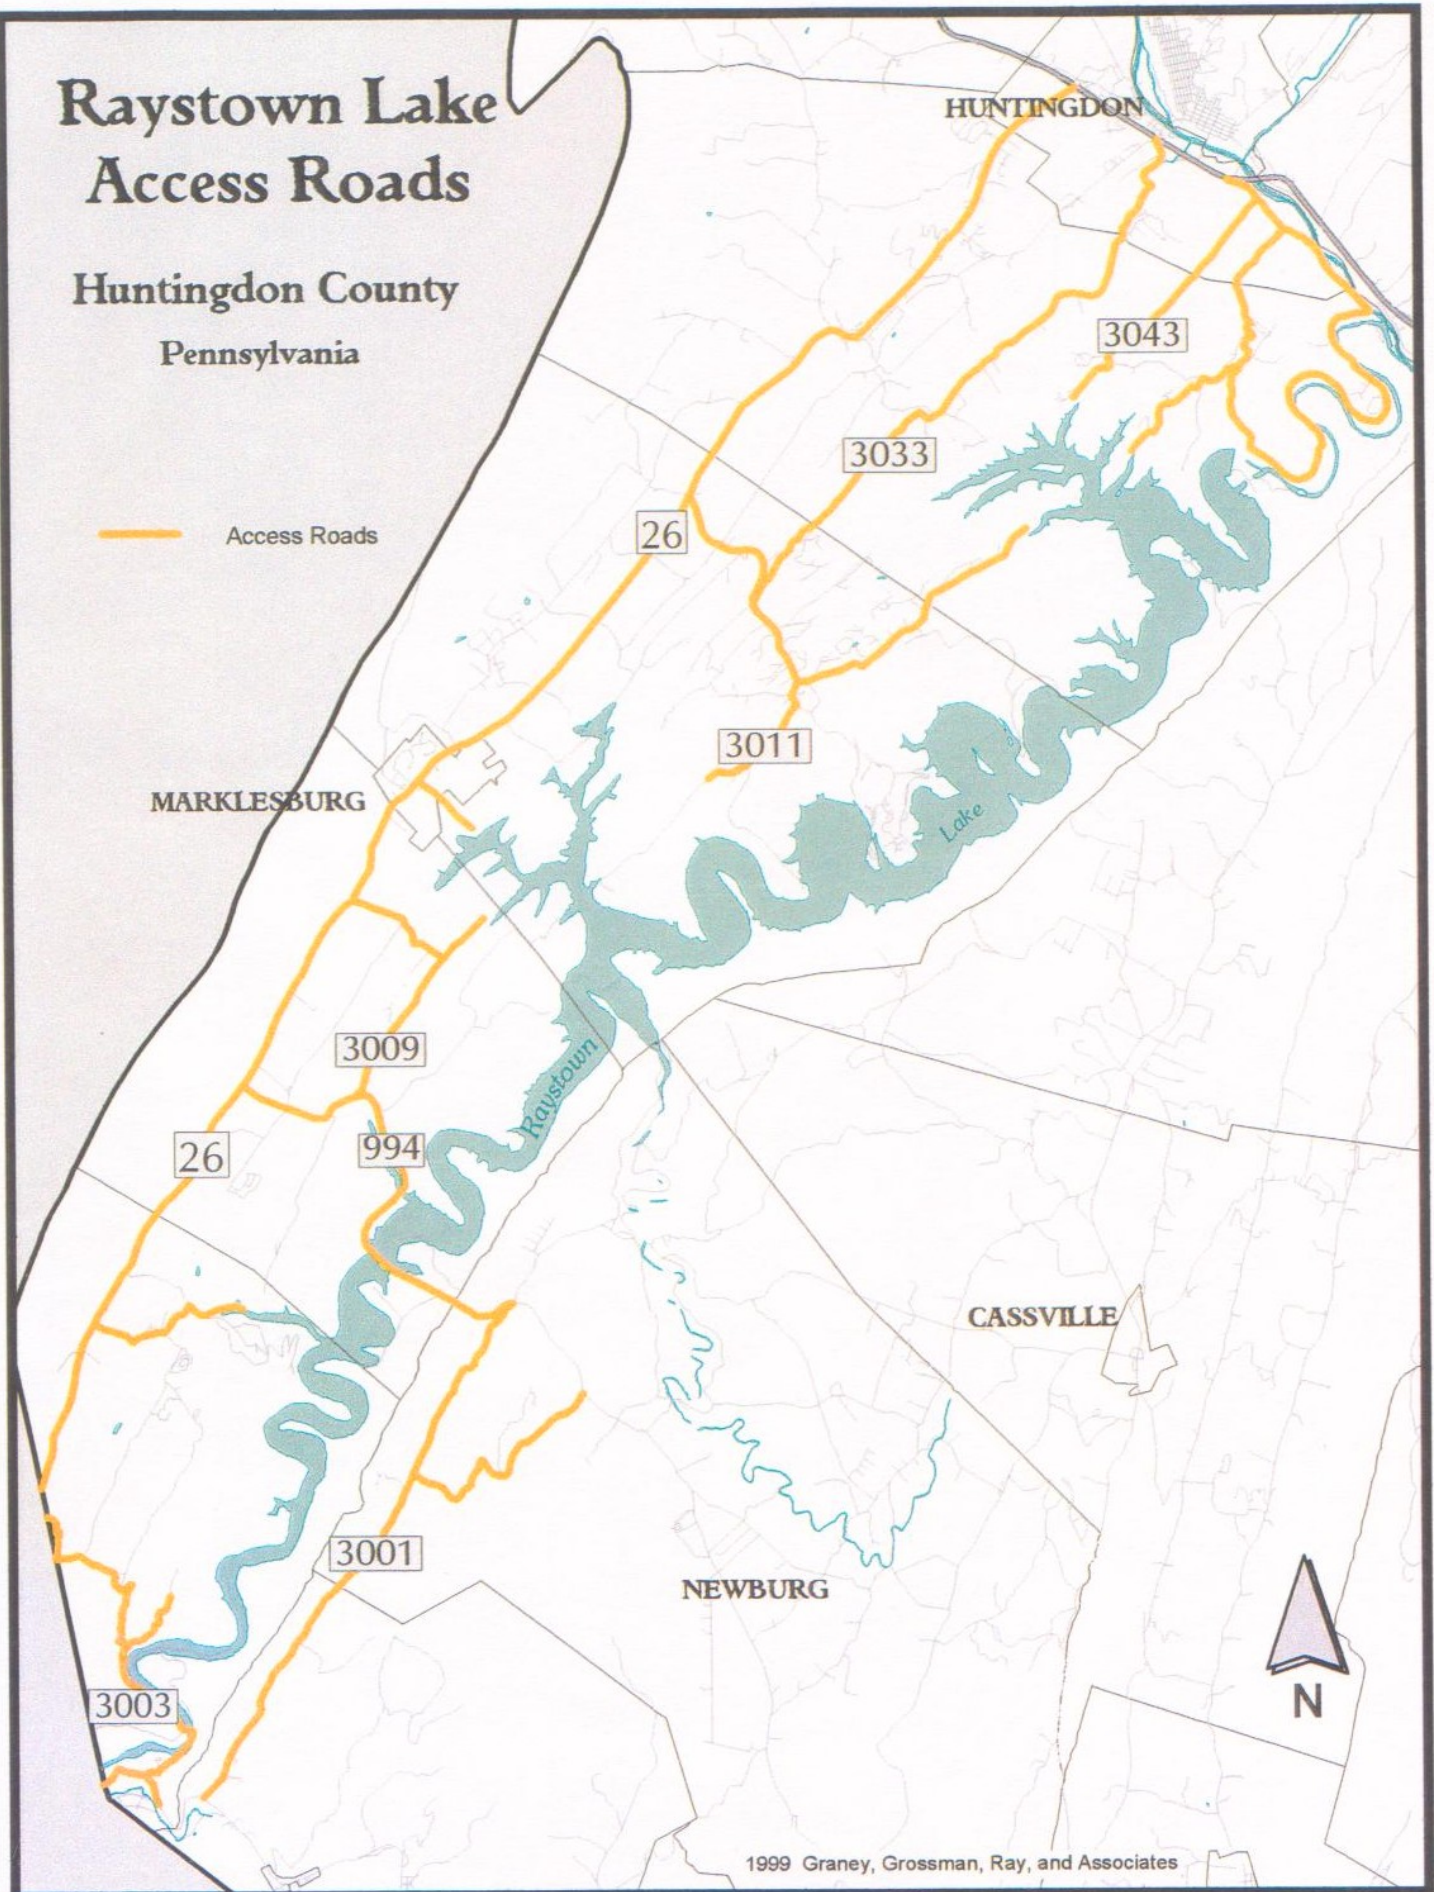 Raystown Lake
Access Roads
Huntingdon County
Pennsylvania
Access Roads
HUNTINGDON
3043
3033
26
3011
MARKLESBURG
Lake
3009
Raystown
994
26
CASSVILLE
3001
NEWBURG
3003
N
1999 Graney, Grossman, Ray, and Associates